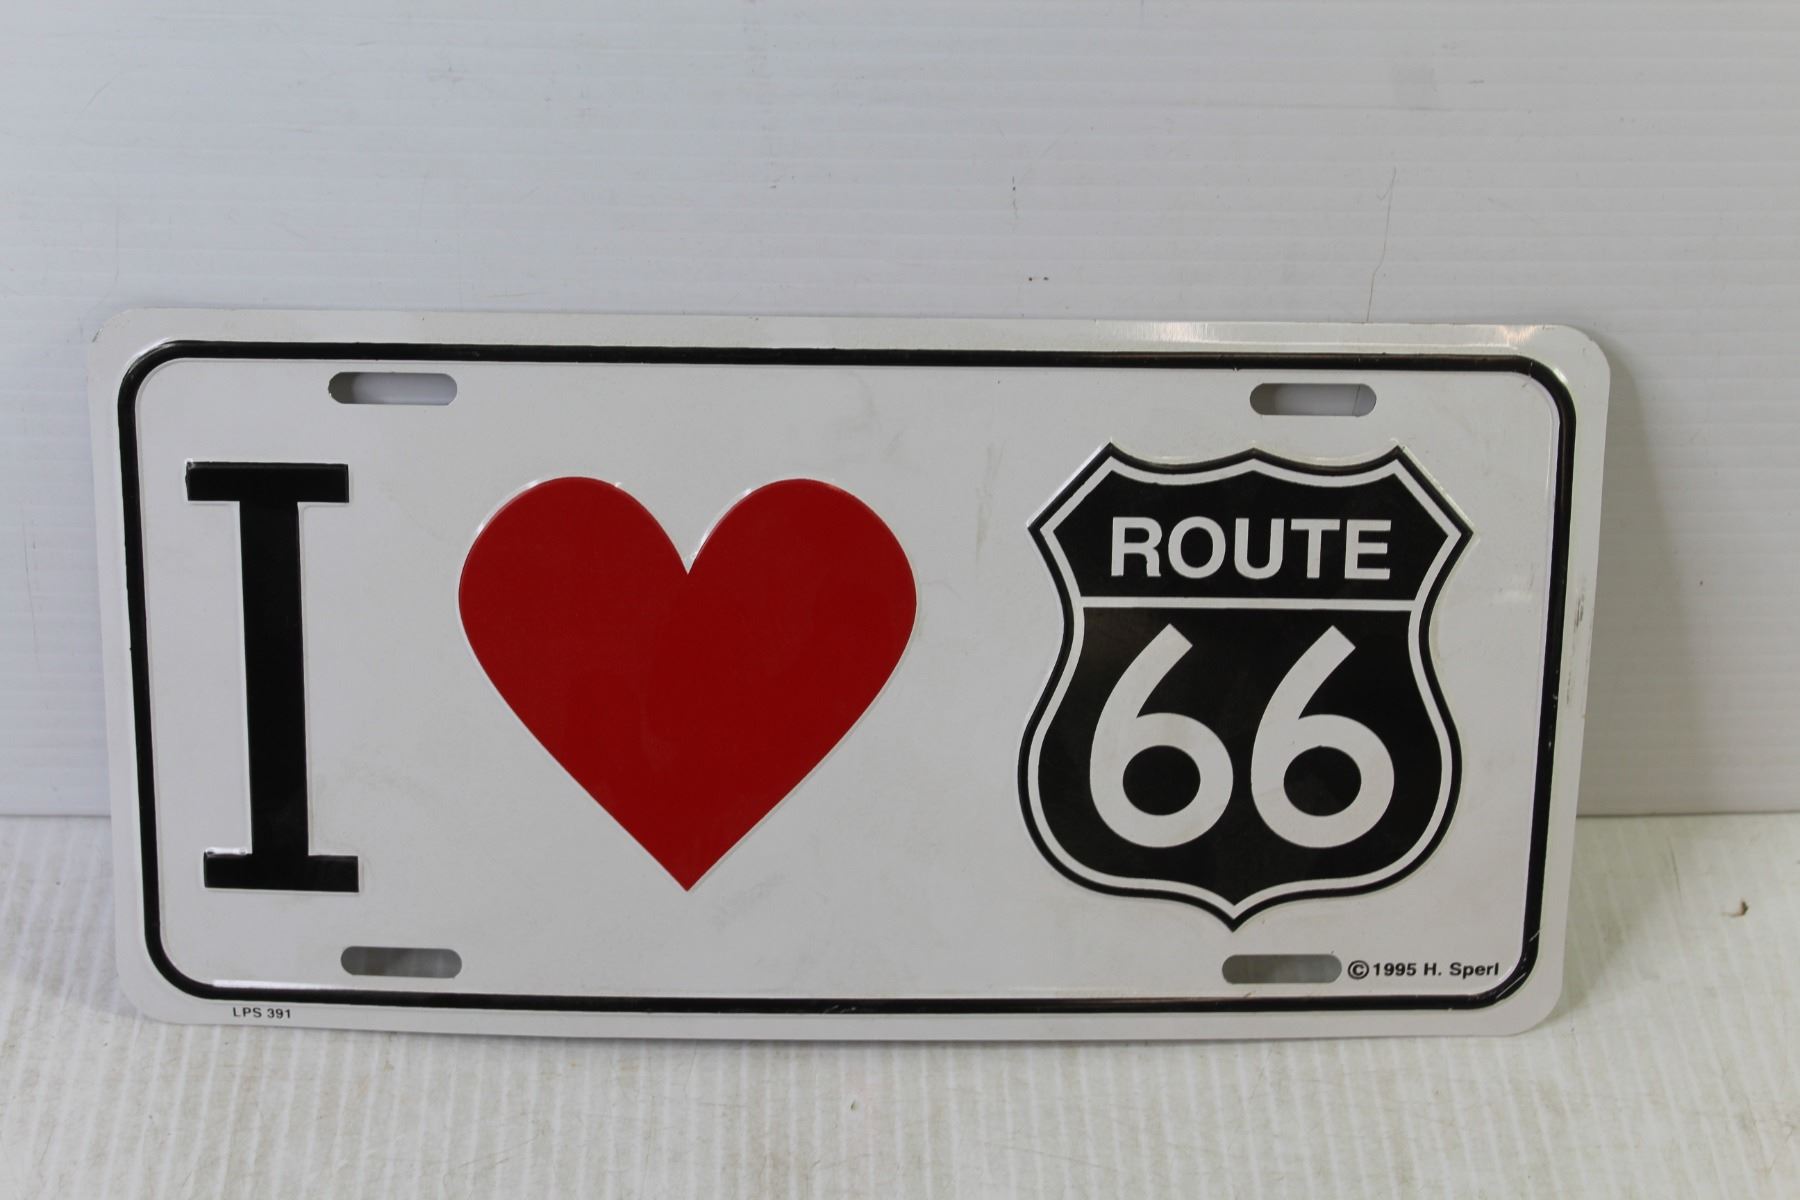 I ♥ ROUTE
66
©1995 H. Sperl
LPS 391